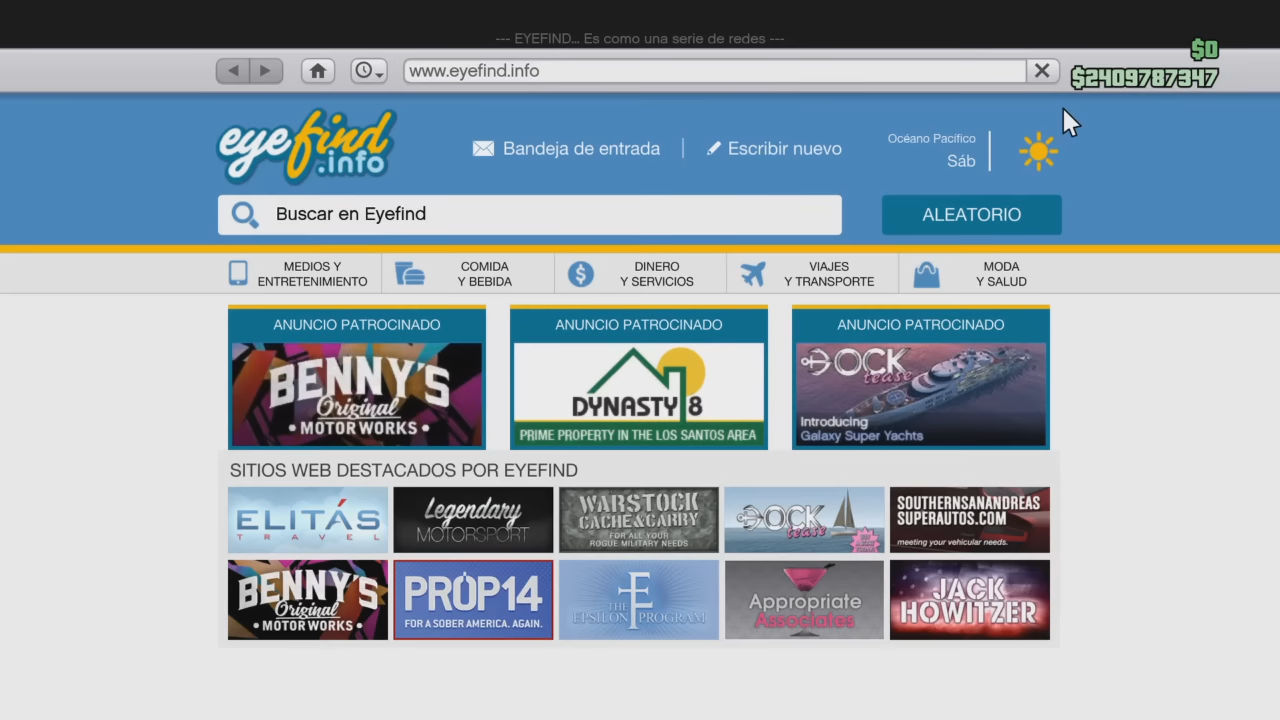 --- EYEFIND... Es como una serie de redes ---
$0
www.eyefind.info
$2409787347
eyefind
.info
Bandeja de entrada
Escribir nuevo
Océano Pacífico
Sáb
Buscar en Eyefind
ALEATORIO
MEDIOS Y
ENTRETENIMIENTO
COMIDA
Y BEBIDA
DINERO
Y SERVICIOS
VIAJES
Y TRANSPORTE
MODA
Y SALUD
ANUNCIO PATROCINADO
BENNY'S
Original
• MOTOR WORKS •
ANUNCIO PATROCINADO
DYNASTY 8
PRIME PROPERTY IN THE LOS SANTOS AREA
ANUNCIO PATROCINADO
DOCK
tease
Introducing
Galaxy Super Yachts
SITIOS WEB DESTACADOS POR EYEFIND
ELITÁS
TRAVEL
Legendary
MOTORSPORT
WARSTOCK
CACHE & CARRY
FOR ALL YOUR
ROGUE MILITARY NEEDS
DOCK
tease
SOUTHERNSANANDREAS
SUPERAUTOS.COM
meeting your vehicular needs.
BENNY'S
Original
• MOTOR WORKS •
PROP14
FOR A SOBER AMERICA. AGAIN.
THE
EPSILON PROGRAM
Appropriate
Associates
JACK
HOWITZER